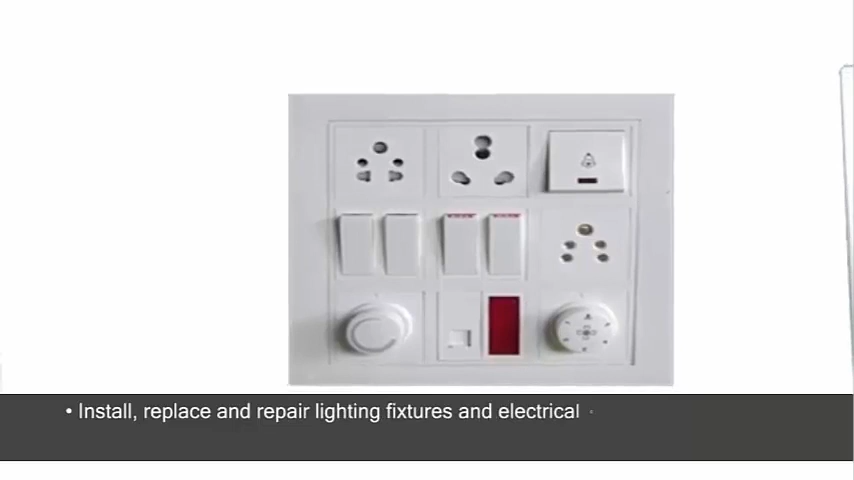 • Install, replace and repair lighting fixtures and electrical